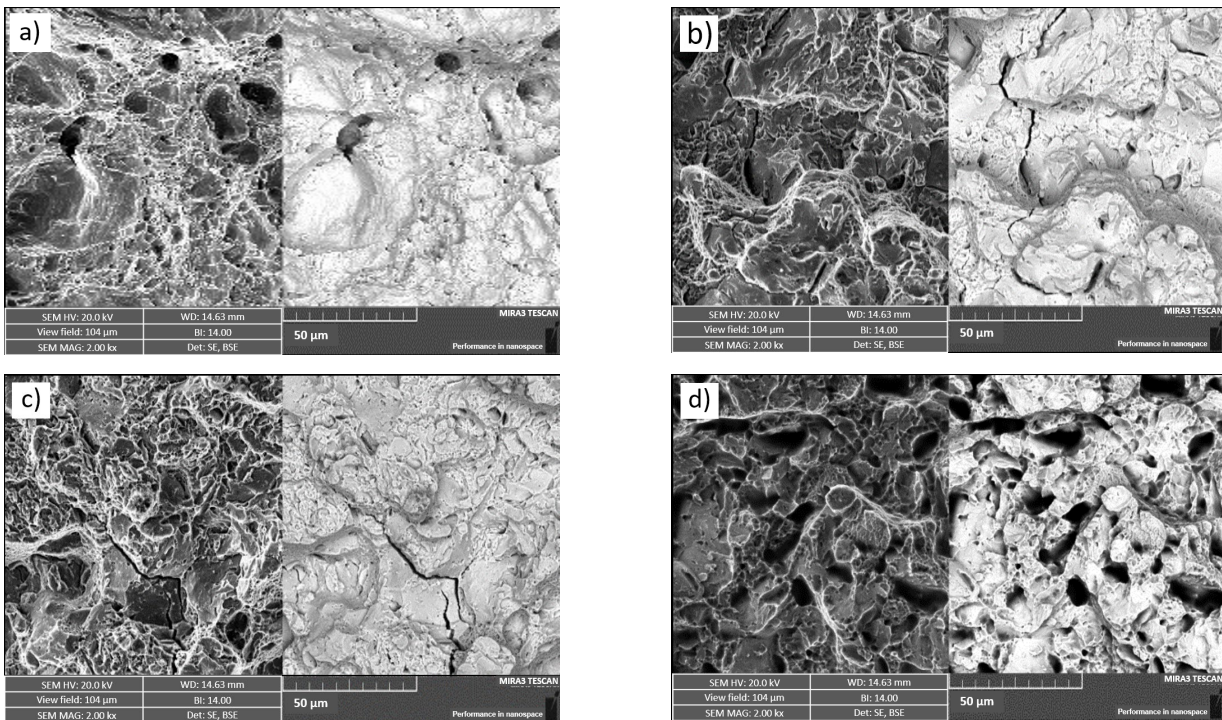 a)
SEM HV: 20.0 kV WD: 14.63 mm MIRA3 TESCAN
View field: 104 µm BI: 14.00 50 µm
SEM MAG: 2.00 kx Det: SE, BSE Performance in nanospace
b)
SEM HV: 20.0 kV WD: 14.63 mm MIRA3 TESCAN
View field: 104 µm BI: 14.00 50 µm
SEM MAG: 2.00 kx Det: SE, BSE Performance in nanospace
c)
SEM HV: 20.0 kV WD: 14.63 mm MIRA3 TESCAN
View field: 104 µm BI: 14.00 50 µm
SEM MAG: 2.00 kx Det: SE, BSE Performance in nanospace
d)
SEM HV: 20.0 kV WD: 14.63 mm MIRA3 TESCAN
View field: 104 µm BI: 14.00 50 µm
SEM MAG: 2.00 kx Det: SE, BSE Performance in nanospace